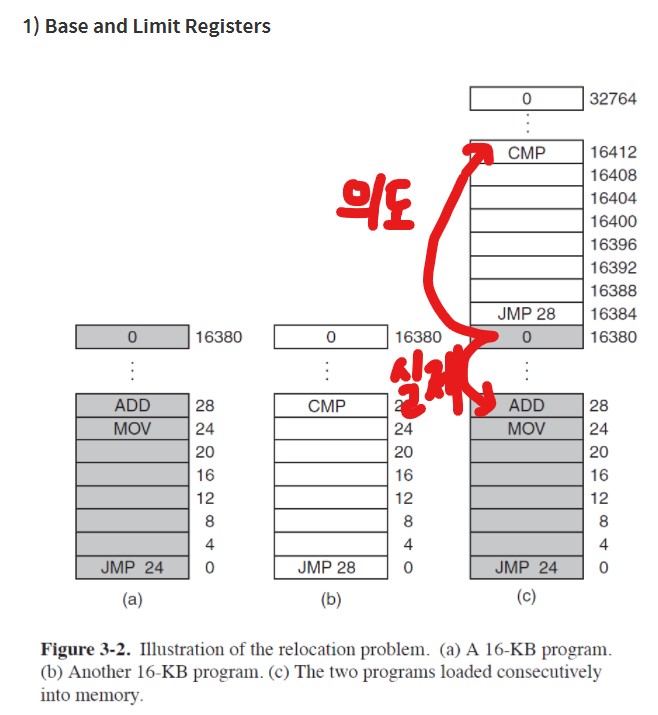 1) Base and Limit Registers
0 32764
⋮
CMP 16412
16408
16404
의도
16400
16396
16392
16388
JMP 28 16384
0 16380
0 16380
0 16380
실제
⋮
⋮
⋮
ADD 28
MOV 24
20
16
12
8
4
JMP 24 0
(a)
CMP 2
24
20
16
12
8
4
JMP 28 0
(b)
ADD 28
MOV 24
20
16
12
8
4
JMP 24 0
(c)
Figure 3-2. Illustration of the relocation problem. (a) A 16-KB program.
(b) Another 16-KB program. (c) The two programs loaded consecutively
into memory.